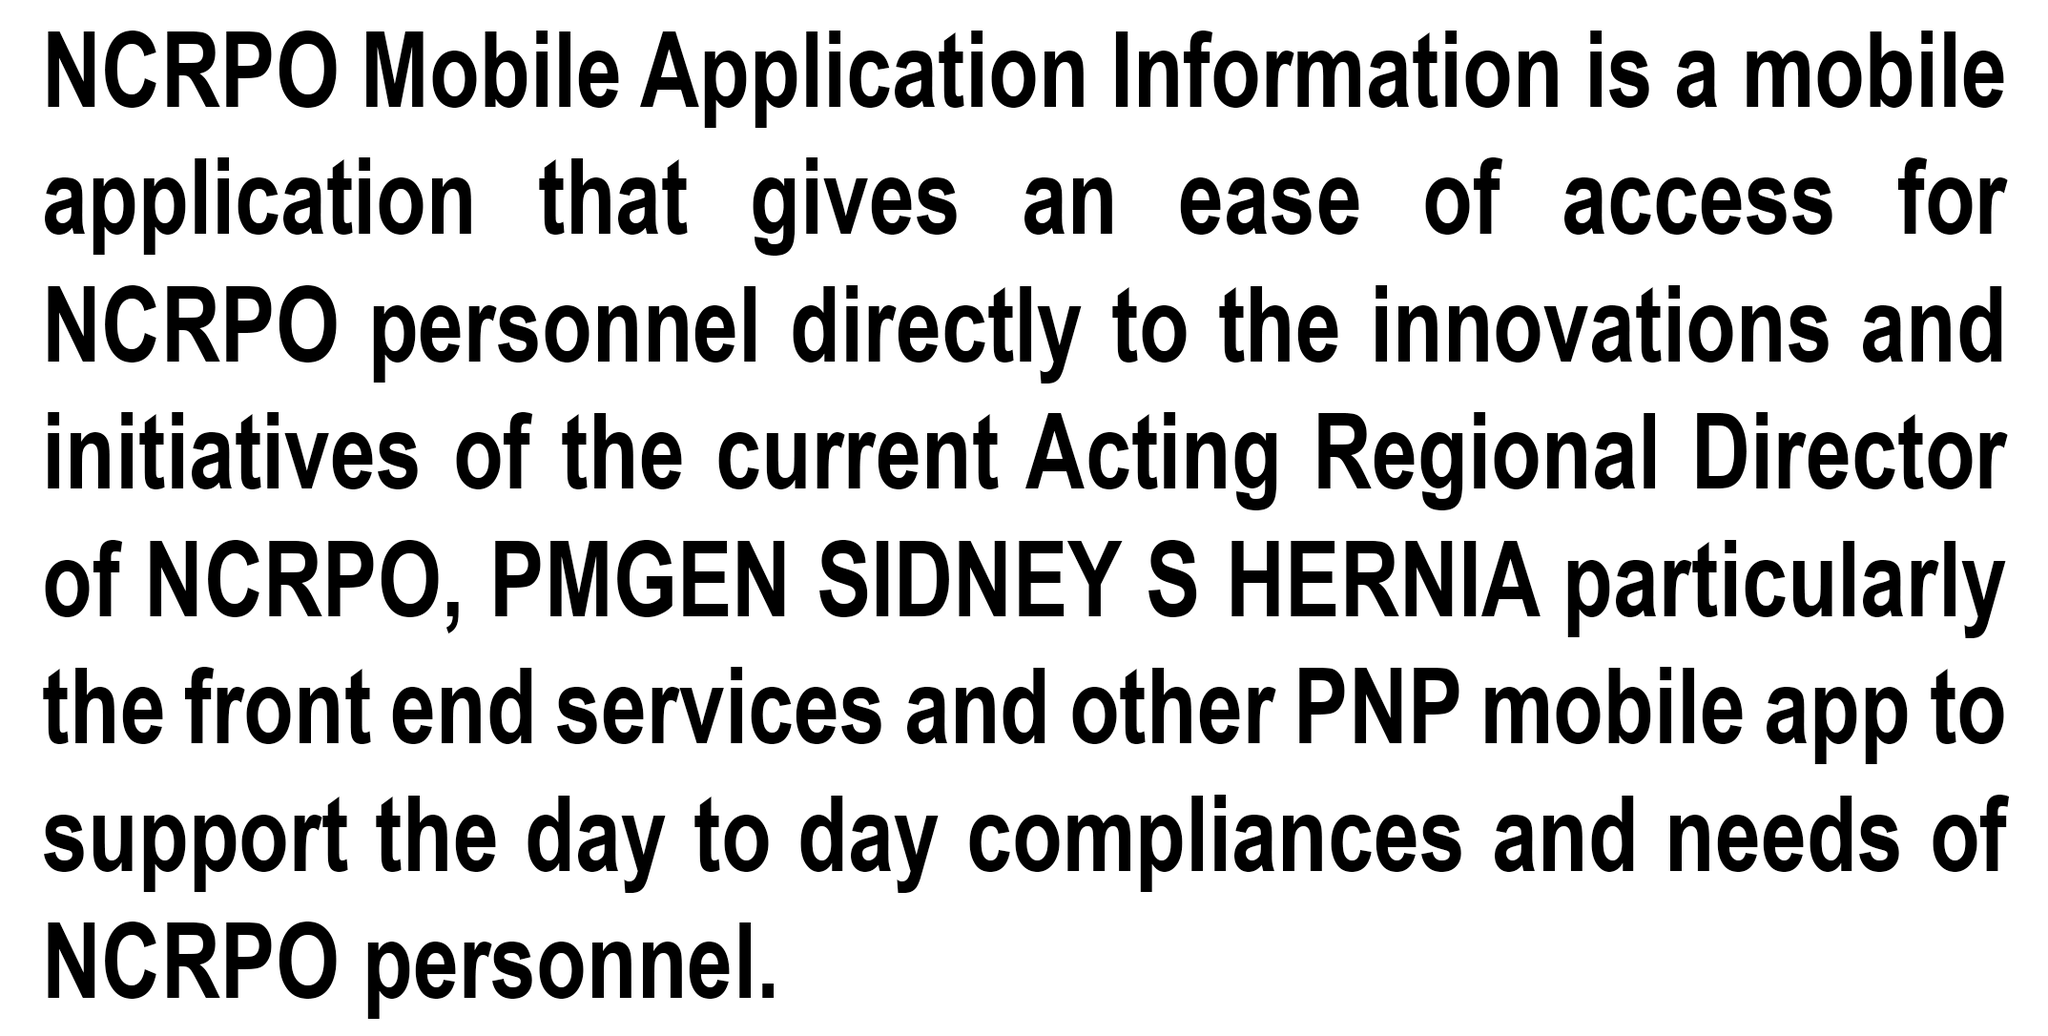 NCRPO Mobile Application Information is a mobile
application that gives an ease of access for
NCRPO personnel directly to the innovations and
initiatives of the current Acting Regional Director
of NCRPO, PMGEN SIDNEY S HERNIA particularly
the front end services and other PNP mobile app to
support the day to day compliances and needs of
NCRPO personnel.